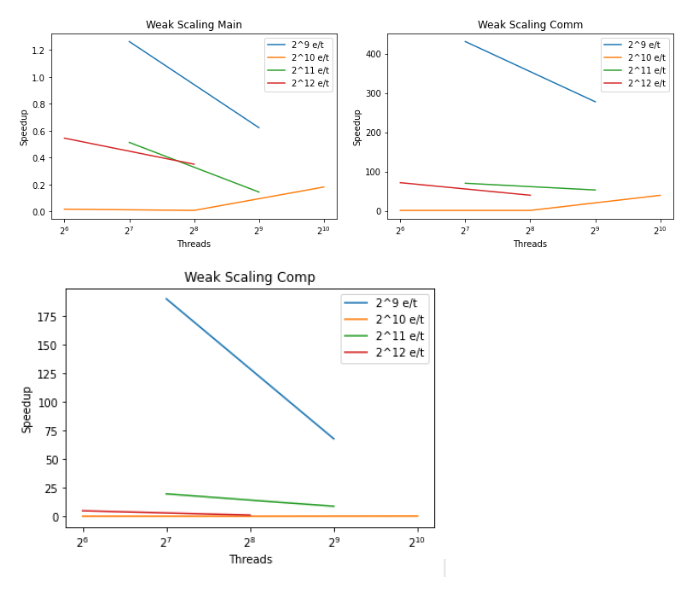 Weak Scaling Main
1.2
1.0
0.8
0.6
0.4
0.2
0.0
Speedup
2^9 e/t
2^10 e/t
2^11 e/t
2^12 e/t
2⁶
2⁷
2⁸
2⁹
2¹⁰
Threads
Weak Scaling Comm
400
300
200
100
0
Speedup
2^9 e/t
2^10 e/t
2^11 e/t
2^12 e/t
2⁶
2⁷
2⁸
2⁹
2¹⁰
Threads
Weak Scaling Comp
175
150
125
100
75
50
25
0
Speedup
2^9 e/t
2^10 e/t
2^11 e/t
2^12 e/t
2⁶
2⁷
2⁸
2⁹
2¹⁰
Threads